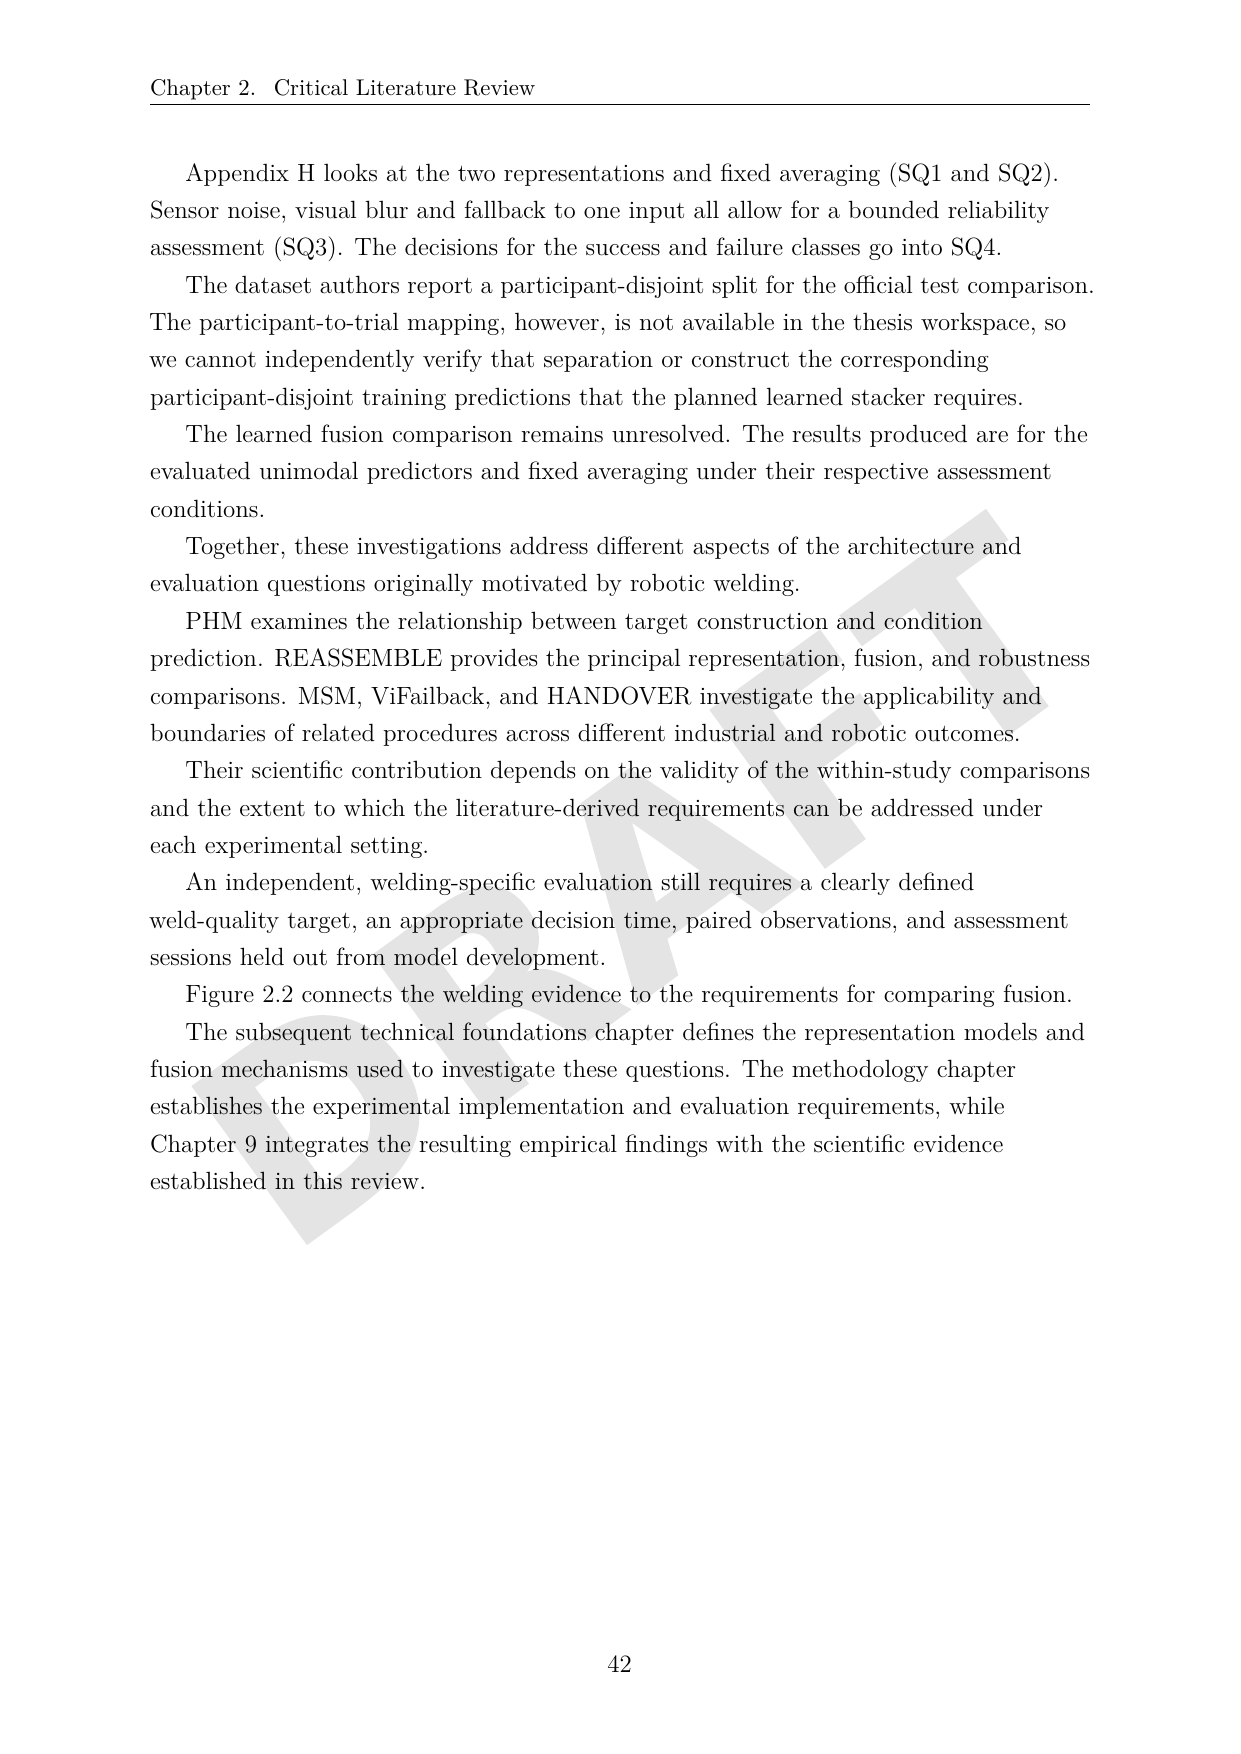 Chapter 2. Critical Literature Review
Appendix H looks at the two representations and fixed averaging (SQ1 and SQ2).
Sensor noise, visual blur and fallback to one input all allow for a bounded reliability
assessment (SQ3). The decisions for the success and failure classes go into SQ4.
The dataset authors report a participant-disjoint split for the official test comparison.
The participant-to-trial mapping, however, is not available in the thesis workspace, so
we cannot independently verify that separation or construct the corresponding
participant-disjoint training predictions that the planned learned stacker requires.
The learned fusion comparison remains unresolved. The results produced are for the
evaluated unimodal predictors and fixed averaging under their respective assessment
conditions.
Together, these investigations address different aspects of the architecture and
evaluation questions originally motivated by robotic welding.
PHM examines the relationship between target construction and condition
prediction. REASSEMBLE provides the principal representation, fusion, and robustness
comparisons. MSM, ViFailback, and HANDOVER investigate the applicability and
boundaries of related procedures across different industrial and robotic outcomes.
Their scientific contribution depends on the validity of the within-study comparisons
and the extent to which the literature-derived requirements can be addressed under
each experimental setting.
An independent, welding-specific evaluation still requires a clearly defined
weld-quality target, an appropriate decision time, paired observations, and assessment
sessions held out from model development.
Figure 2.2 connects the welding evidence to the requirements for comparing fusion.
The subsequent technical foundations chapter defines the representation models and
fusion mechanisms used to investigate these questions. The methodology chapter
establishes the experimental implementation and evaluation requirements, while
Chapter 9 integrates the resulting empirical findings with the scientific evidence
established in this review.
DRAFT
42